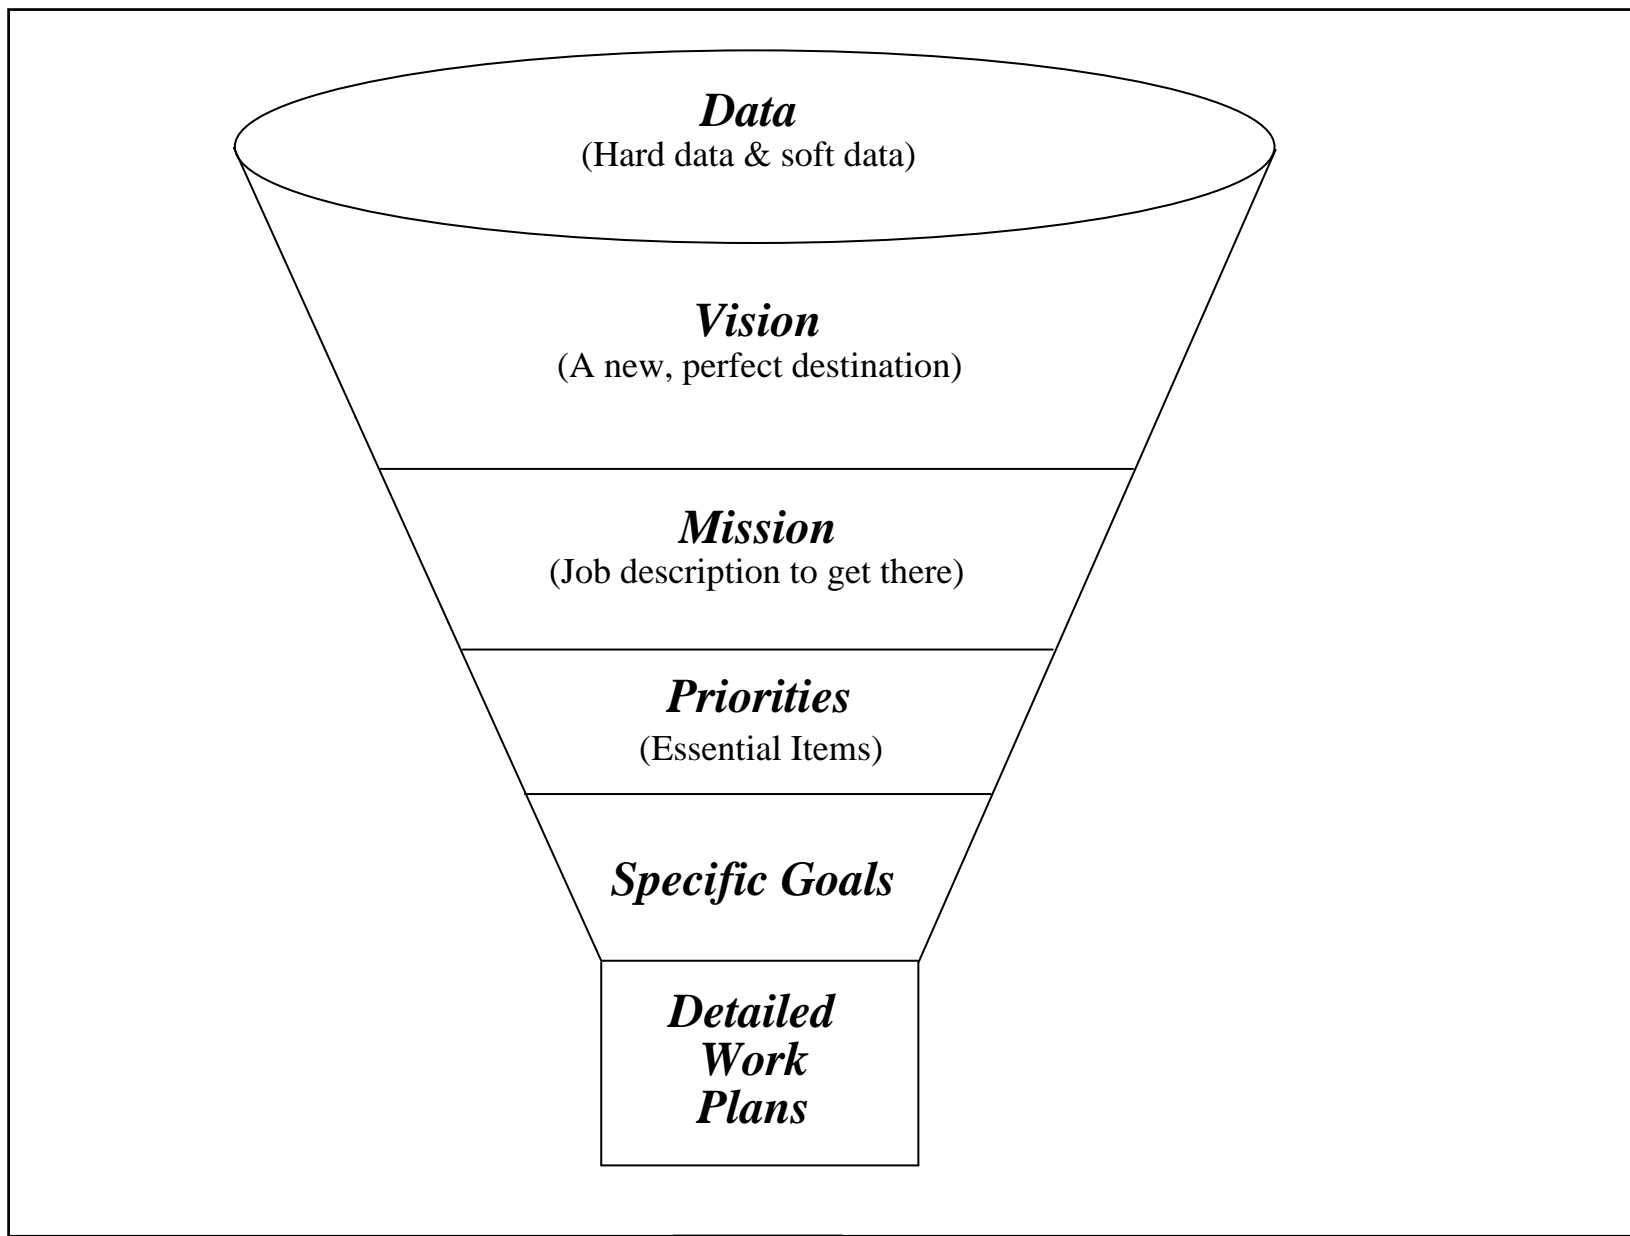 Data
(Hard data & soft data)
Vision
(A new, perfect destination)
Mission
(Job description to get there)
Priorities
(Essential Items)
Specific Goals
Detailed
Work
Plans